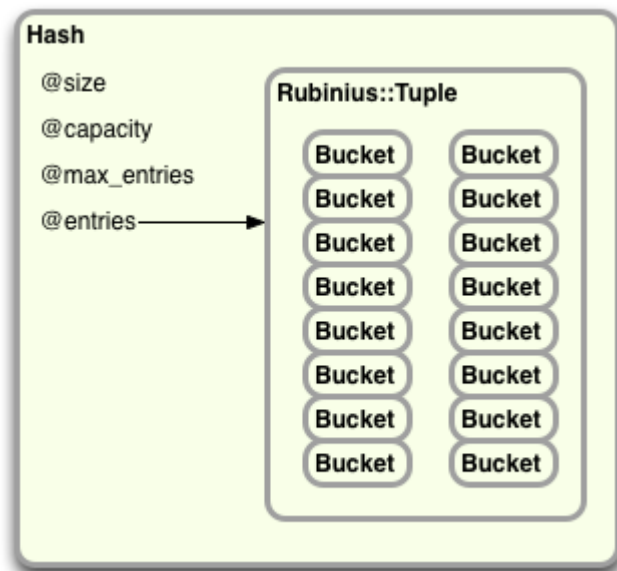 Hash
@size
@capacity
@max_entries
@entries
Rubinius::Tuple
Bucket Bucket
Bucket Bucket
Bucket Bucket
Bucket Bucket
Bucket Bucket
Bucket Bucket
Bucket Bucket
Bucket Bucket